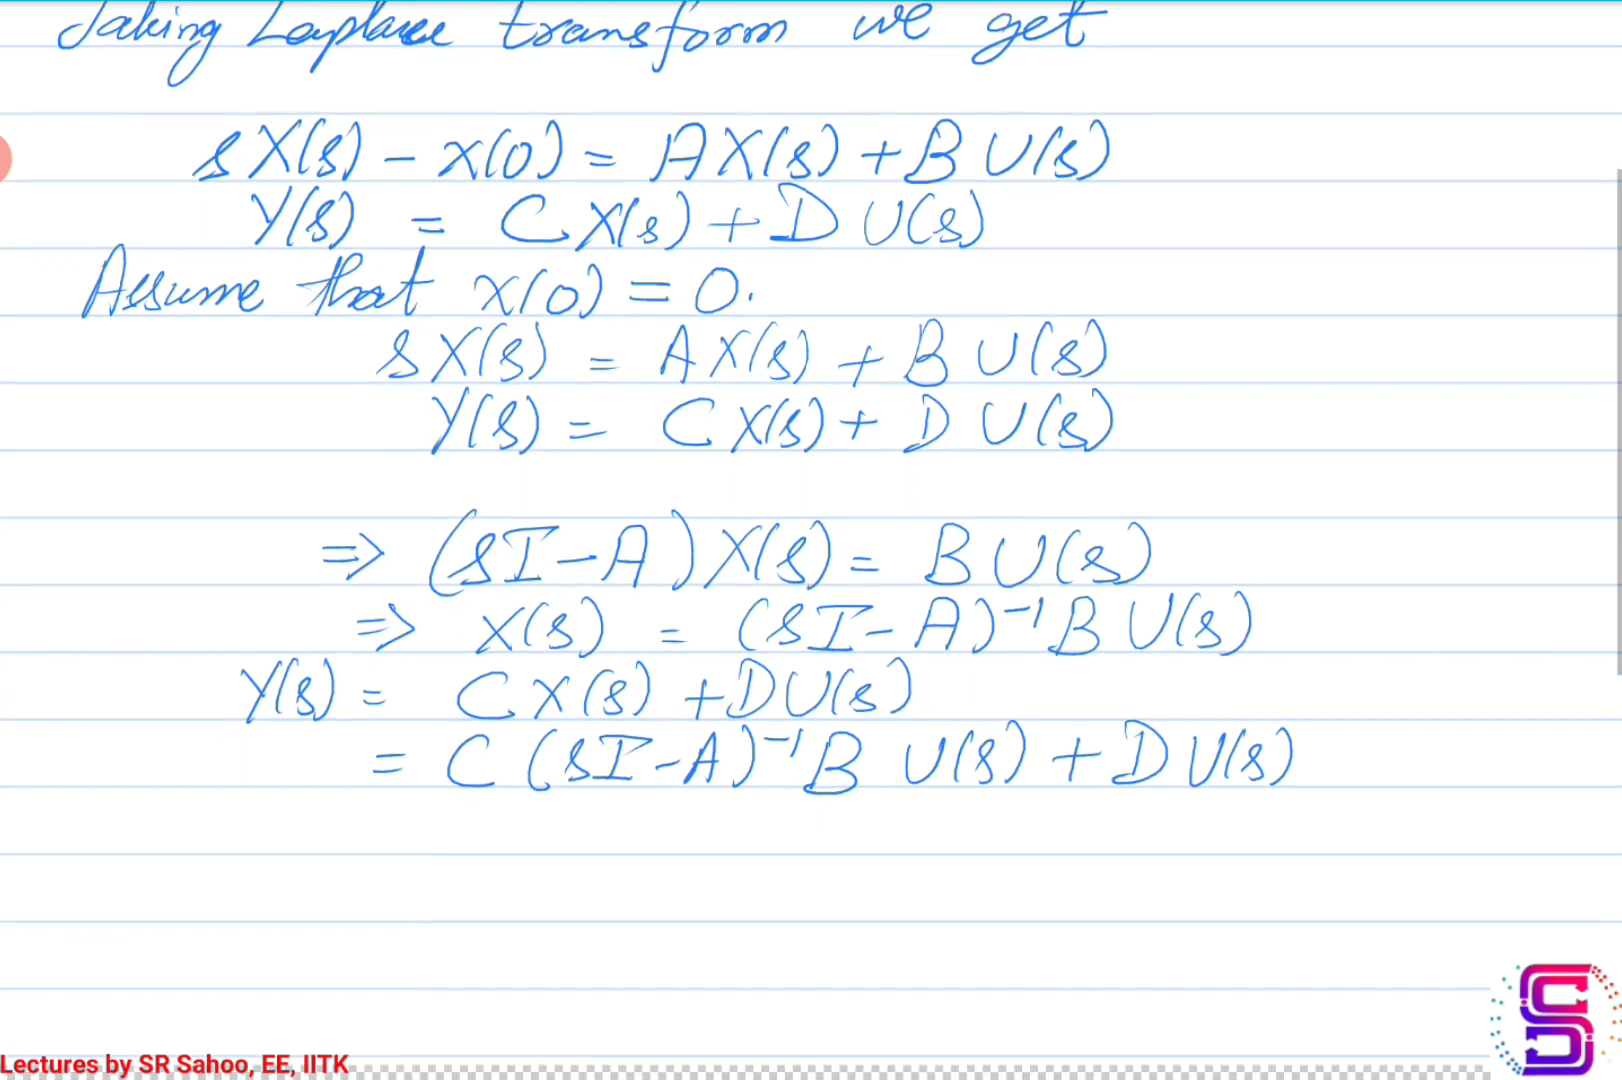 Taking Laplace transform we get
sX(s) - x(0) = AX(s) + BU(s)
Y(s) = CX(s) + DU(s)
Assume that x(0) = 0.
sX(s) = AX(s) + BU(s)
Y(s) = CX(s) + DU(s)
=> (sI-A)X(s) = BU(s)
=> X(s) = (sI-A)⁻¹BU(s)
Y(s) = CX(s) + DU(s)
= C(sI-A)⁻¹B U(s) + DU(s)
Lectures by SR Sahoo, EE, IITK